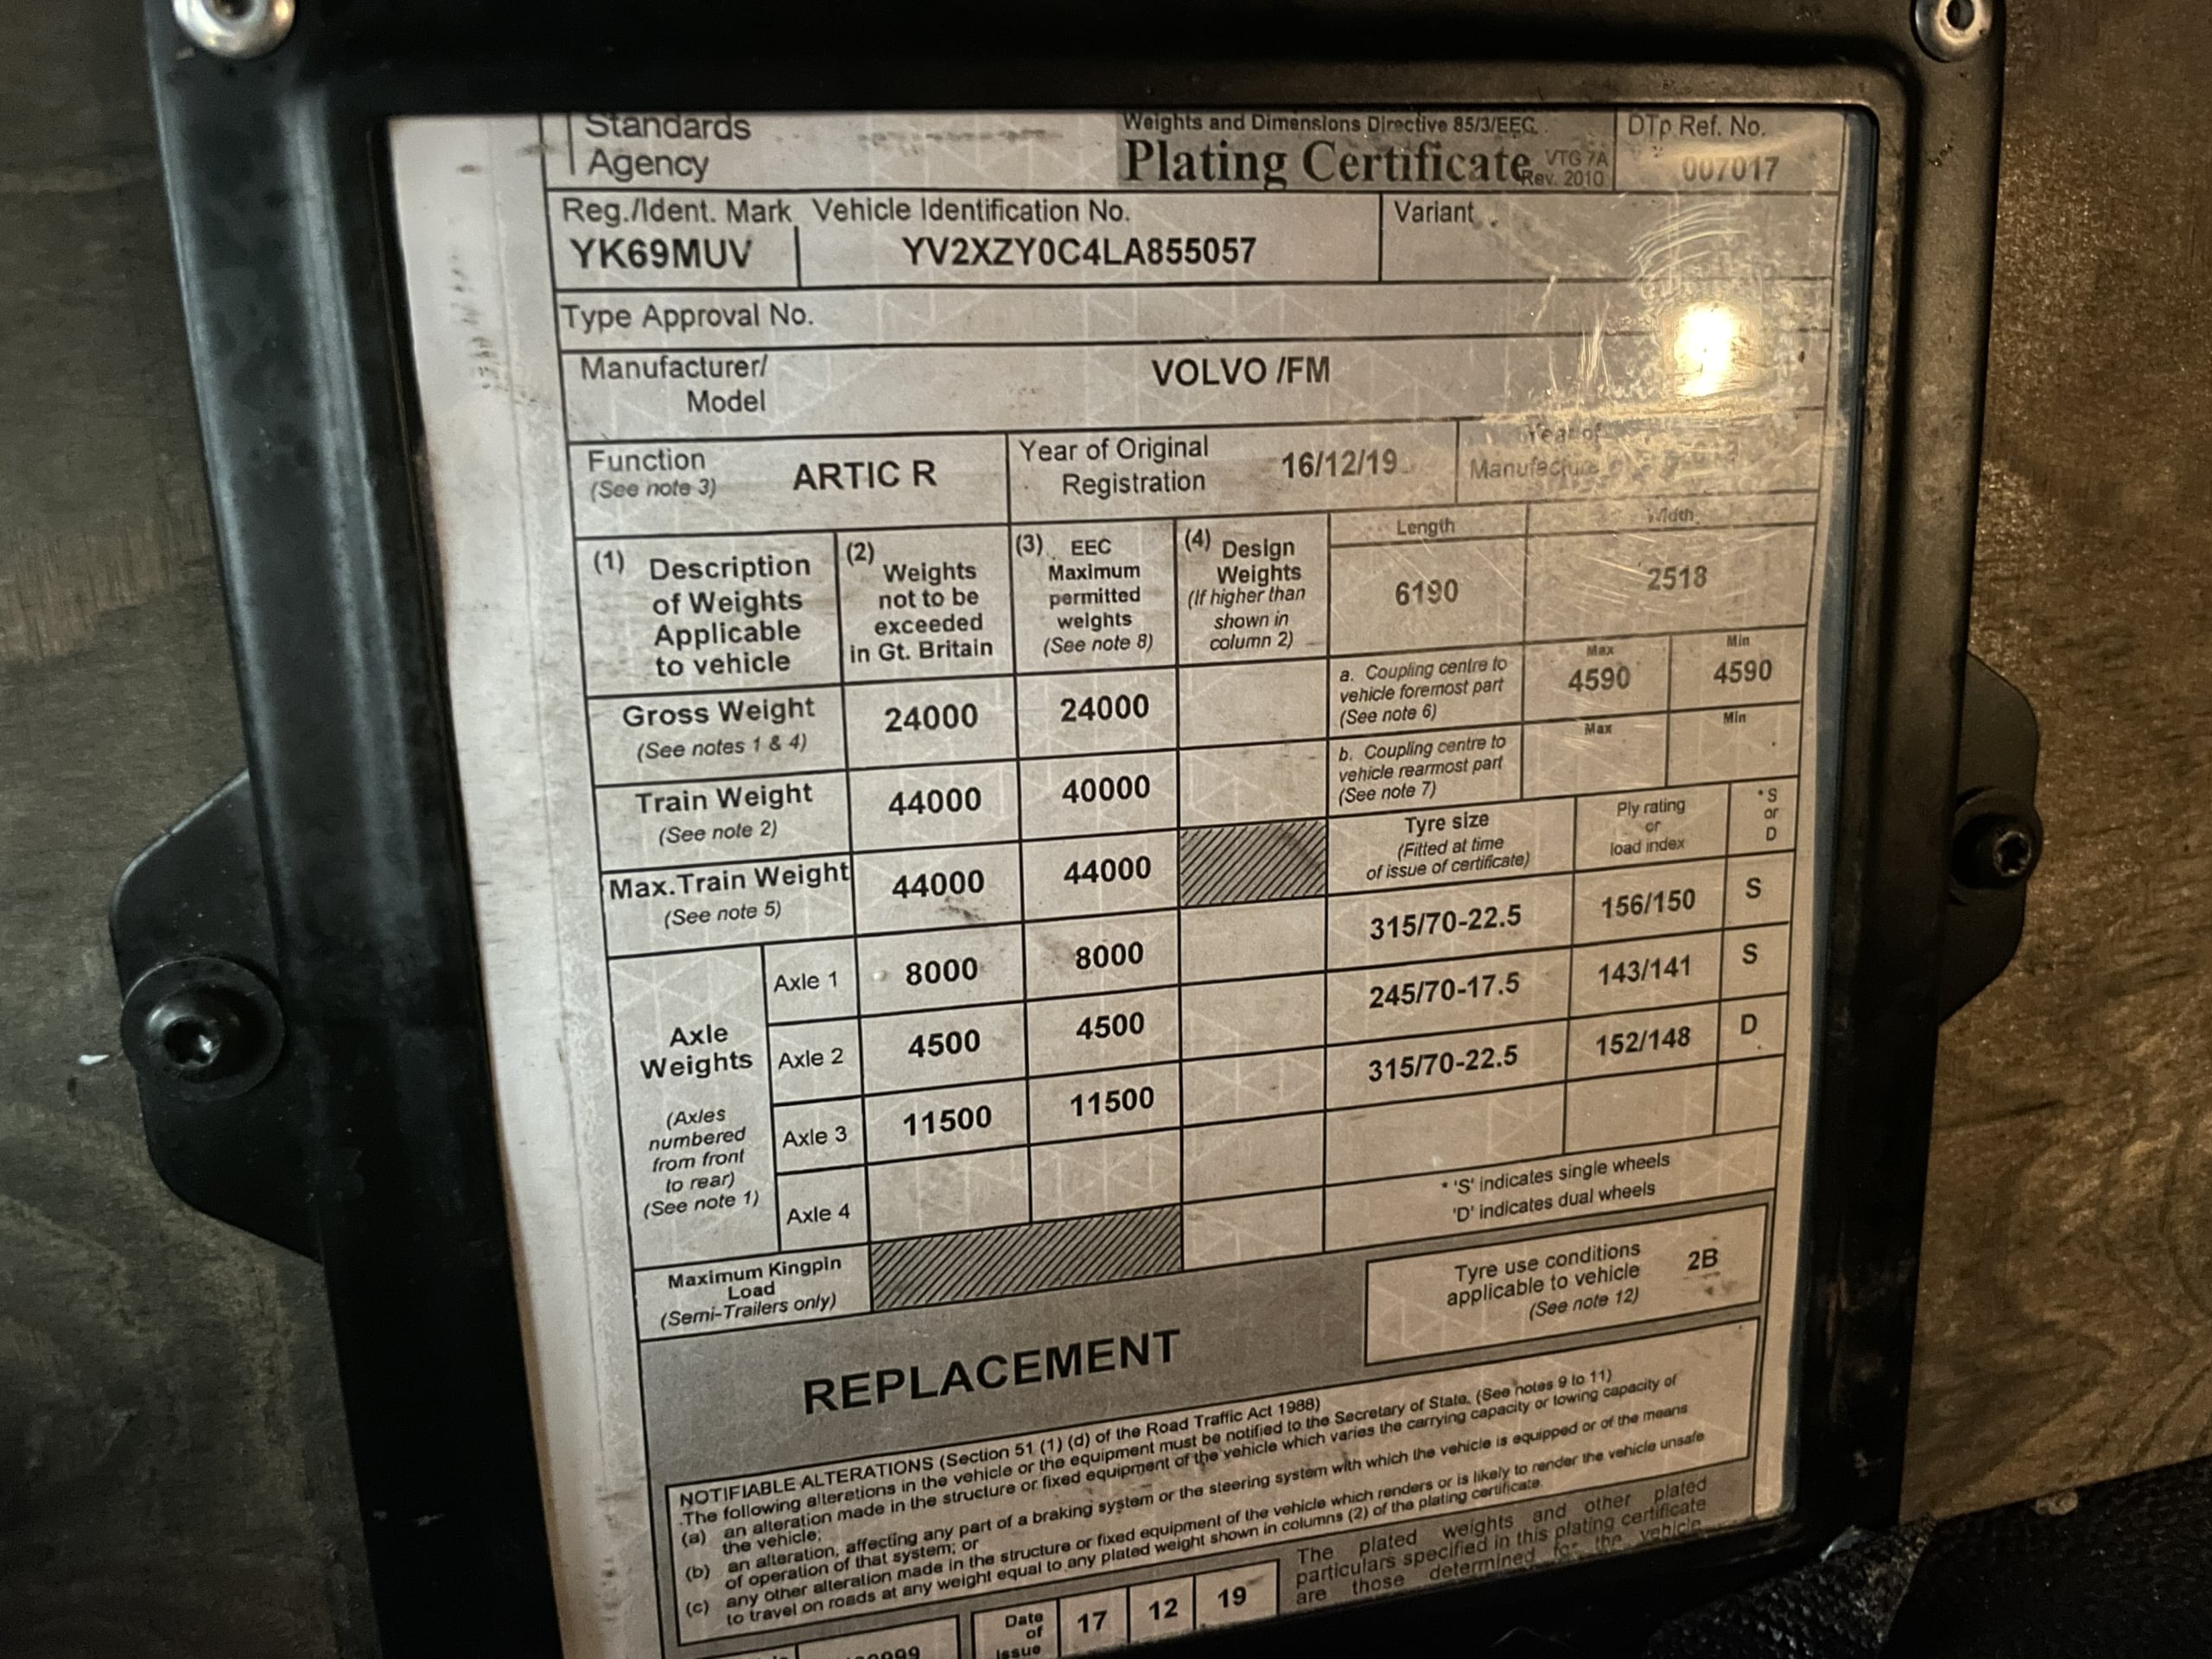 Standards
Agency
Weights and Dimensions Directive 85/3/EEC
Plating Certificate VTG 7A
Rev. 2010
DTp Ref. No.
007017
Reg./Ident. Mark Vehicle Identification No.
Variant
YK69MUV YV2XZY0C4LA855057
Type Approval No.
Manufacturer/
Model
VOLVO /FM
Function
(See note 3)
ARTIC R
Year of Original
Registration
16/12/19
Year of
Manufacture
(1) Description
of Weights
Applicable
to vehicle
(2) Weights
not to be
exceeded
in Gt. Britain
(3) EEC
Maximum
permitted
weights
(See note 8)
(4) Design
Weights
(If higher than
shown in
column 2)
Length
6190
Width
2518
Gross Weight
(See notes 1 & 4)
24000 24000
a. Coupling centre to
vehicle foremost part
(See note 6)
Max
4590
Min
4590
Train Weight
(See note 2)
44000 40000
b. Coupling centre to
vehicle rearmost part
(See note 7)
Max
Min
Max.Train Weight
(See note 5)
44000 44000
Tyre size
(Fitted at time
of issue of certificate)
Ply rating
or
load index
*S
or
D
Axle
Weights
(Axles
numbered
from front
to rear)
(See note 1)
Axle 1 8000 8000 315/70-22.5 156/150 S
Axle 2 4500 4500 245/70-17.5 143/141 S
Axle 3 11500 11500 315/70-22.5 152/148 D
Axle 4
* 'S' indicates single wheels
'D' indicates dual wheels
Maximum Kingpin
Load
(Semi-Trailers only)
Tyre use conditions
applicable to vehicle
(See note 12)
2B
REPLACEMENT
NOTIFIABLE ALTERATIONS (Section 51 (1) (d) of the Road Traffic Act 1988)
The following alterations in the vehicle or the equipment must be notified to the Secretary of State. (See notes 9 to 11)
(a) an alteration made in the structure or fixed equipment of the vehicle which varies the carrying capacity or towing capacity of
the vehicle;
(b) an alteration, affecting any part of a braking system or the steering system with which the vehicle is equipped or of the means
of operation of that system; or
(c) any other alteration made in the structure or fixed equipment of the vehicle which renders or is likely to render the vehicle unsafe
to travel on roads at any weight equal to any plated weight shown in columns (2) of the plating certificate.
Date
of
issue
17 12 19
The plated weights and other plated
particulars specified in this plating certificate
are those determined for the vehicle